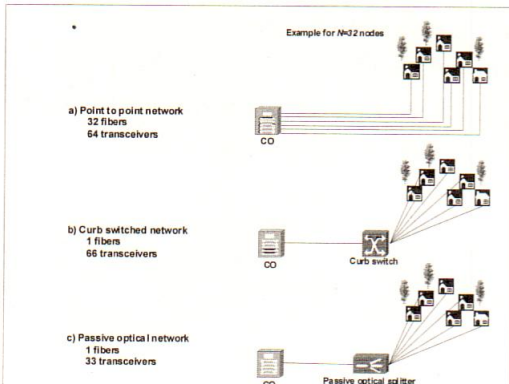 Example for N=32 nodes
a) Point to point network
32 fibers
64 transceivers
CO
b) Curb switched network
1 fibers
66 transceivers
CO
Curb switch
c) Passive optical network
1 fibers
33 transceivers
CO
Passive optical splitter